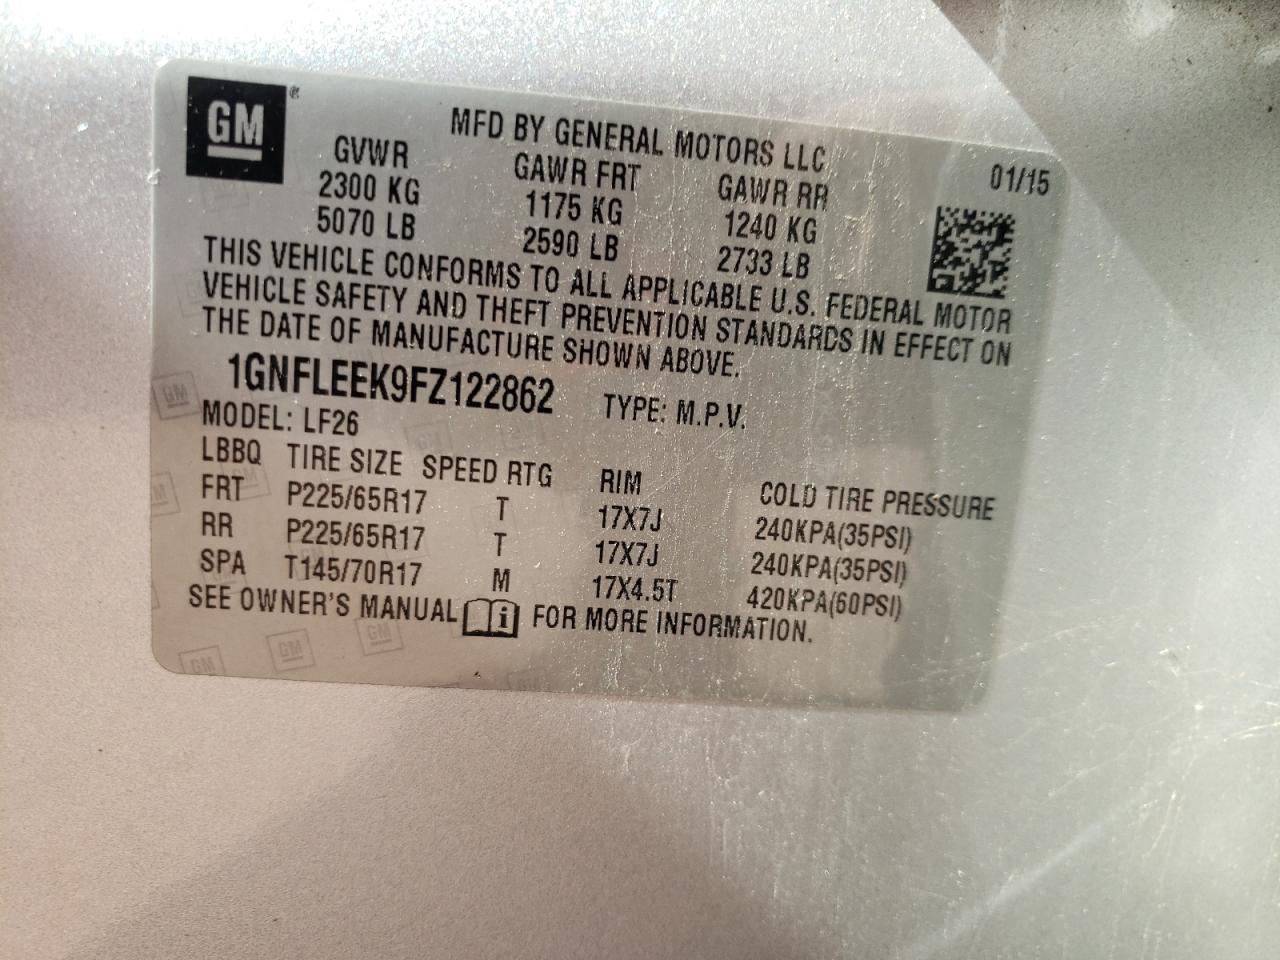 GM®
MFD BY GENERAL MOTORS LLC
01/15
GVWR GAWR FRT GAWR RR
2300 KG 1175 KG 1240 KG
5070 LB 2590 LB 2733 LB
THIS VEHICLE CONFORMS TO ALL APPLICABLE U.S. FEDERAL MOTOR
VEHICLE SAFETY AND THEFT PREVENTION STANDARDS IN EFFECT ON
THE DATE OF MANUFACTURE SHOWN ABOVE.
1GNFLEEK9FZ122862 TYPE: M.P.V.
MODEL: LF26
LBBQ TIRE SIZE SPEED RTG RIM COLD TIRE PRESSURE
FRT P225/65R17 T 17X7J 240KPA(35PSI)
RR P225/65R17 T 17X7J 240KPA(35PSI)
SPA T145/70R17 M 17X4.5T 420KPA(60PSI)
SEE OWNER'S MANUAL i FOR MORE INFORMATION.